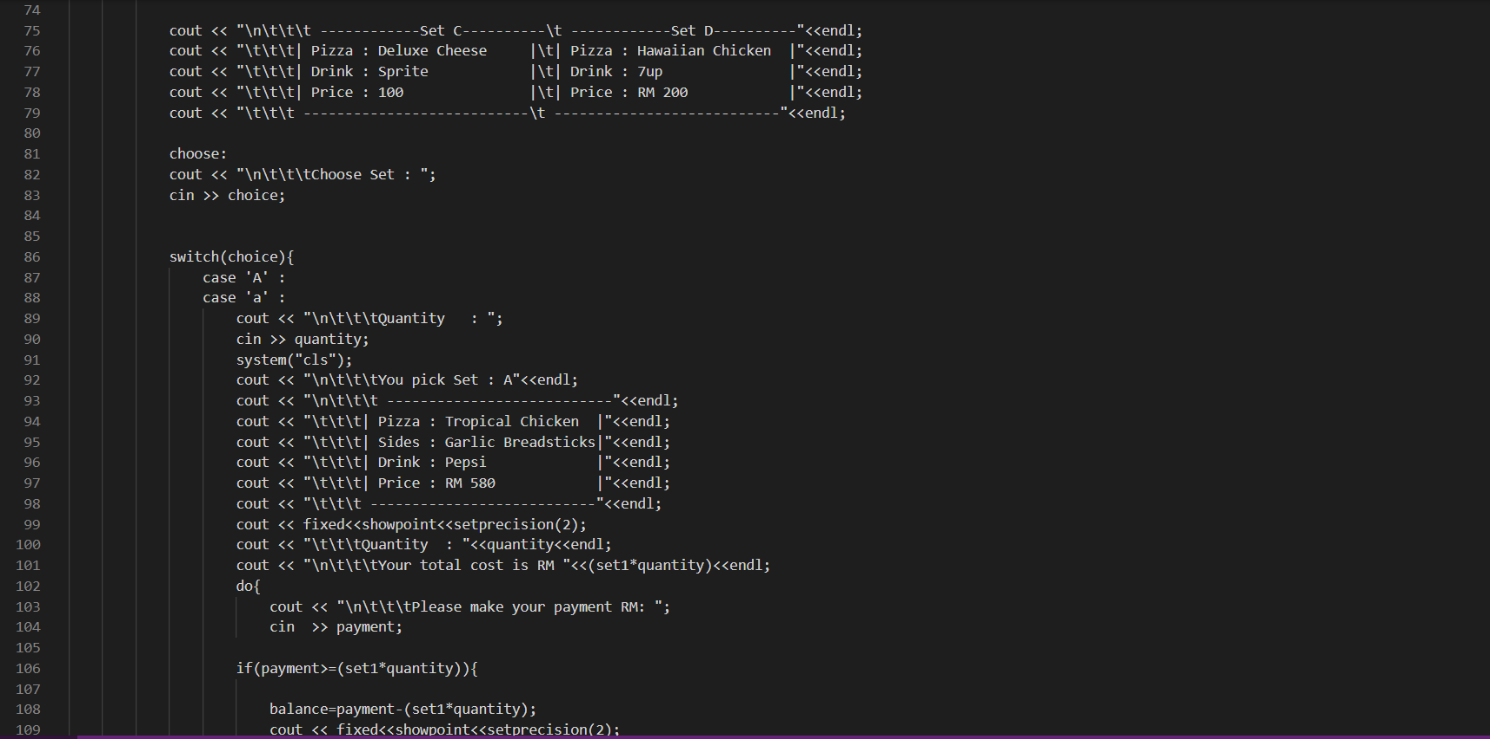 74
75 cout << "\n\t\t\t ------------Set C----------\t ------------Set D----------"<<endl;
76 cout << "\t\t\t| Pizza : Deluxe Cheese     |\t| Pizza : Hawaiian Chicken  |"<<endl;
77 cout << "\t\t\t| Drink : Sprite            |\t| Drink : 7up               |"<<endl;
78 cout << "\t\t\t| Price : 100               |\t| Price : RM 200            |"<<endl;
79 cout << "\t\t\t ---------------------------\t ---------------------------"<<endl;
80
81 choose:
82 cout << "\n\t\t\tChoose Set : ";
83 cin >> choice;
84
85
86 switch(choice){
87 case 'A' :
88 case 'a' :
89 cout << "\n\t\t\tQuantity   : ";
90 cin >> quantity;
91 system("cls");
92 cout << "\n\t\t\tYou pick Set : A"<<endl;
93 cout << "\n\t\t\t ---------------------------"<<endl;
94 cout << "\t\t\t| Pizza : Tropical Chicken  |"<<endl;
95 cout << "\t\t\t| Sides : Garlic Breadsticks|"<<endl;
96 cout << "\t\t\t| Drink : Pepsi             |"<<endl;
97 cout << "\t\t\t| Price : RM 580            |"<<endl;
98 cout << "\t\t\t ---------------------------"<<endl;
99 cout << fixed<<showpoint<<setprecision(2);
100 cout << "\t\t\tQuantity  : "<<quantity<<endl;
101 cout << "\n\t\t\tYour total cost is RM "<<(set1*quantity)<<endl;
102 do{
103 cout << "\n\t\t\tPlease make your payment RM: ";
104 cin  >> payment;
105
106 if(payment>=(set1*quantity)){
107
108 balance=payment-(set1*quantity);
109 cout << fixed<<showpoint<<setprecision(2);